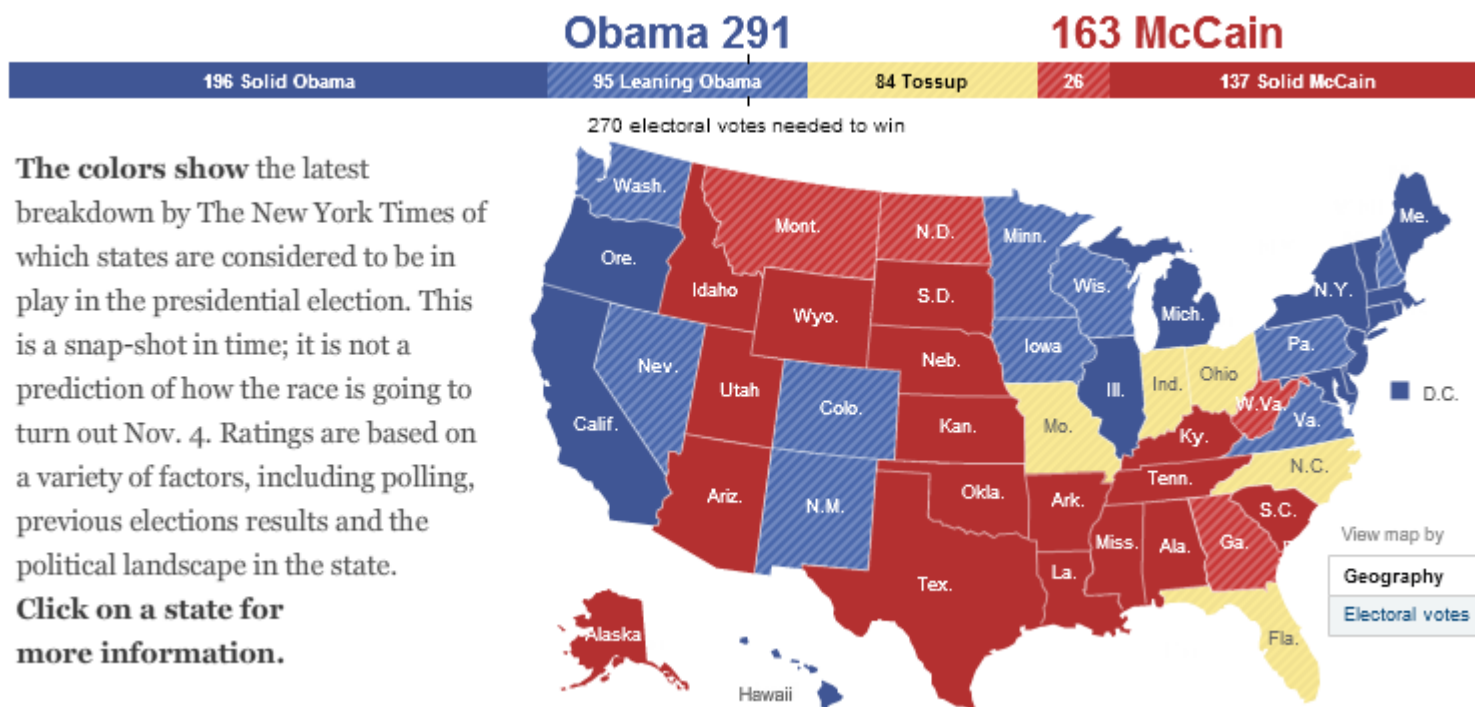 Obama 291
163 McCain
196 Solid Obama
95 Leaning Obama
84 Tossup
26
137 Solid McCain
270 electoral votes needed to win
The colors show the latest
breakdown by The New York Times of
which states are considered to be in
play in the presidential election. This
is a snap-shot in time; it is not a
prediction of how the race is going to
turn out Nov. 4. Ratings are based on
a variety of factors, including polling,
previous elections results and the
political landscape in the state.
Click on a state for
more information.
Wash.
Mont.
N.D.
Minn.
Me.
Ore.
Idaho
S.D.
Wis.
N.Y.
Wyo.
Mich.
Neb.
Iowa
Pa.
Nev.
Utah
Colo.
Ill.
Ind.
Ohio
D.C.
Calif.
Kan.
Mo.
W.Va.
Va.
Ky.
N.C.
Ariz.
N.M.
Okla.
Ark.
Tenn.
S.C.
Tex.
La.
Miss.
Ala.
Ga.
Fla.
Alaska
Hawaii
View map by
Geography
Electoral votes